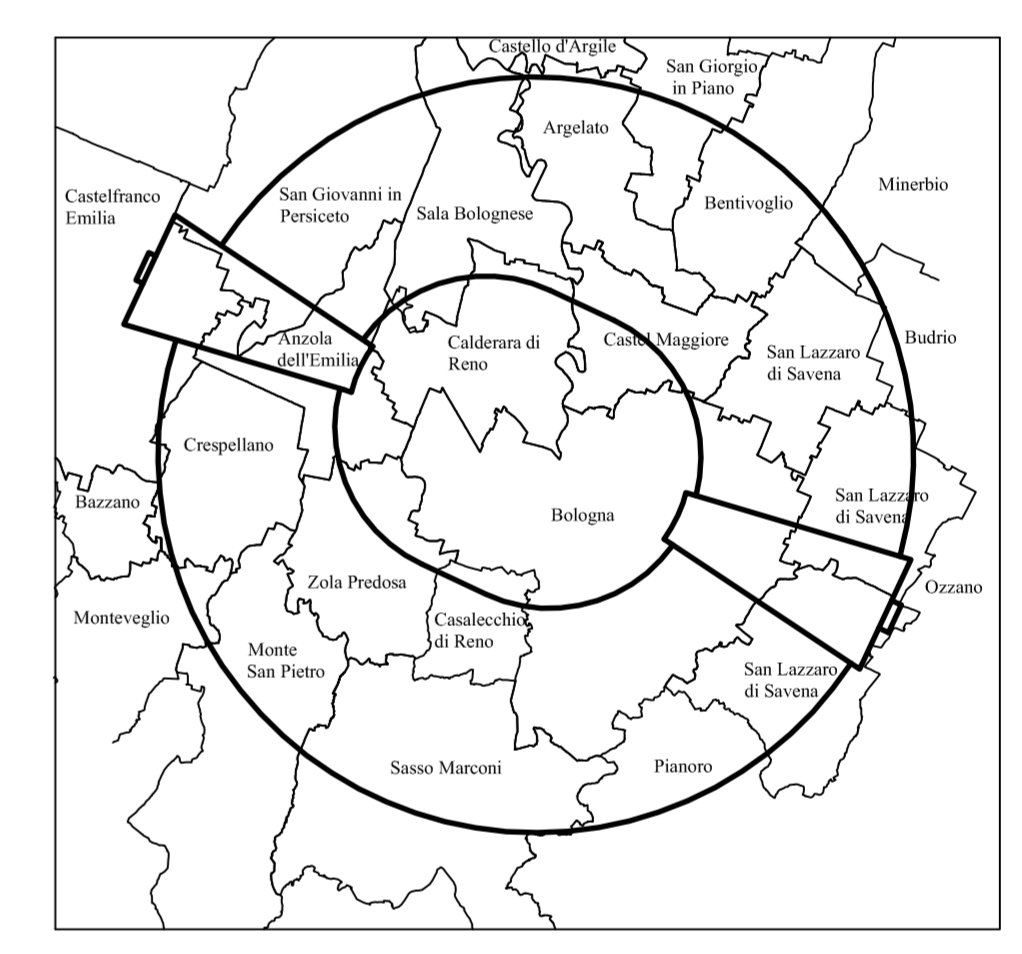 Castello d'Argile
San Giorgio
in Piano
Argelato
Minerbio
Castelfranco
Emilia
San Giovanni in
Persiceto
Sala Bolognese
Bentivoglio
Anzola
dell'Emilia
Calderara di
Reno
Castel Maggiore
San Lazzaro
di Savena
Budrio
Crespellano
Bazzano
San Lazzaro
di Savena
Bologna
Zola Predosa
Ozzano
Monteveglio
Casalecchio
di Reno
Monte
San Pietro
San Lazzaro
di Savena
Sasso Marconi
Pianoro